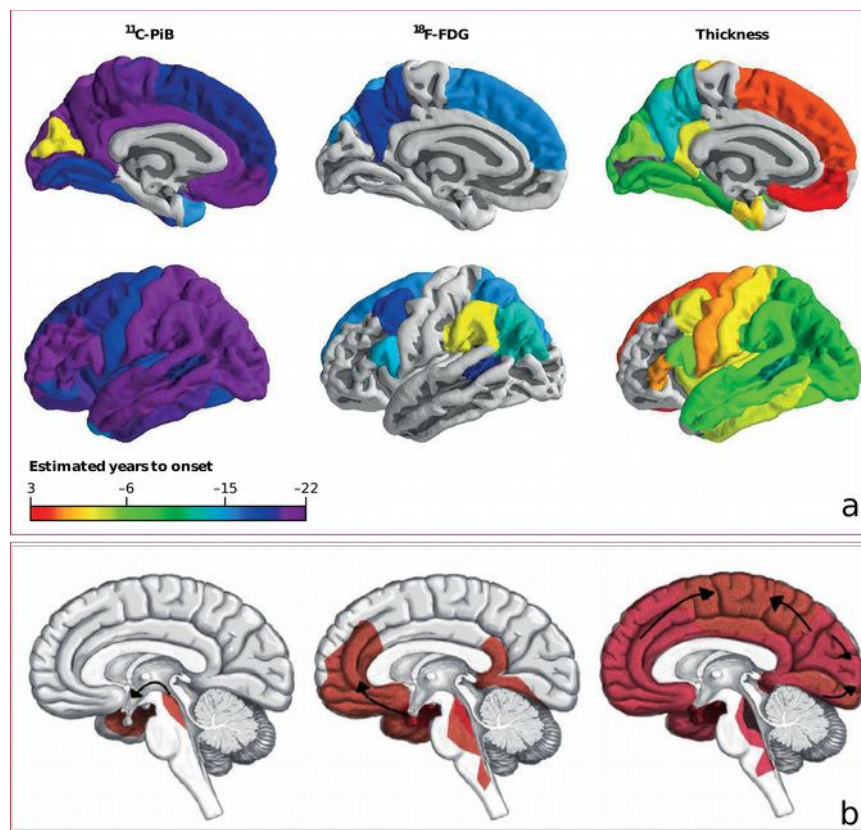 ¹¹C-PiB ¹⁸F-FDG Thickness
Estimated years to onset
3 –6 –15 –22
a
b